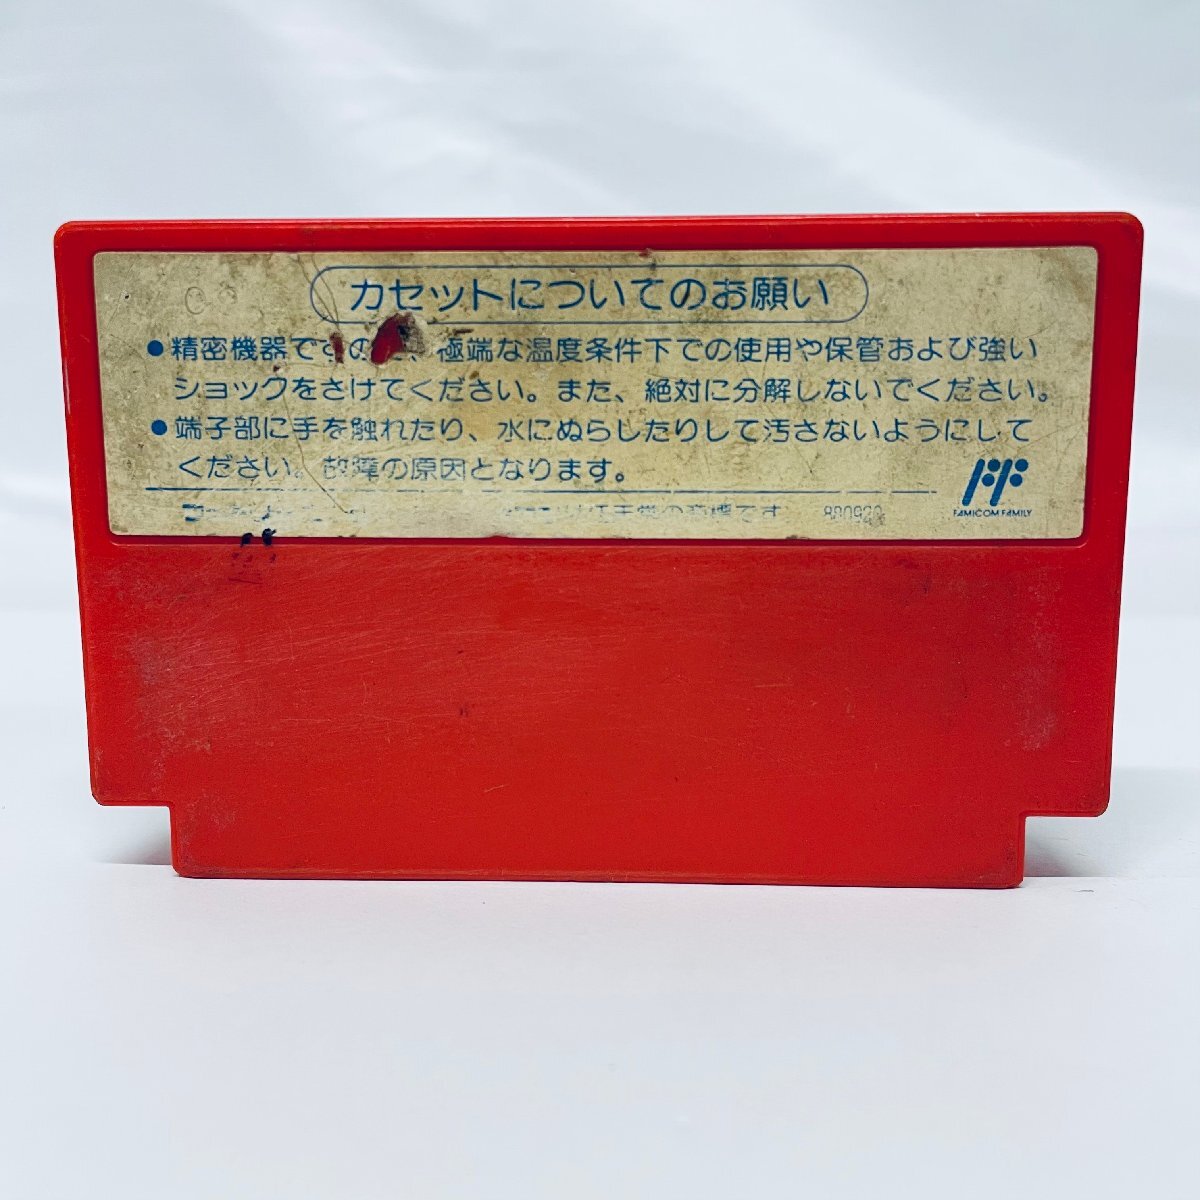 カセットについてのお願い
●精密機器ですの、極端な温度条件下での使用や保管および強い
ショックをさけてください。また、絶対に分解しないでください。
●端子部に手を触れたり、水にぬらしたりして汚さないようにして
ください。故障の原因となります。
の商標です
FAMICOM FAMILY